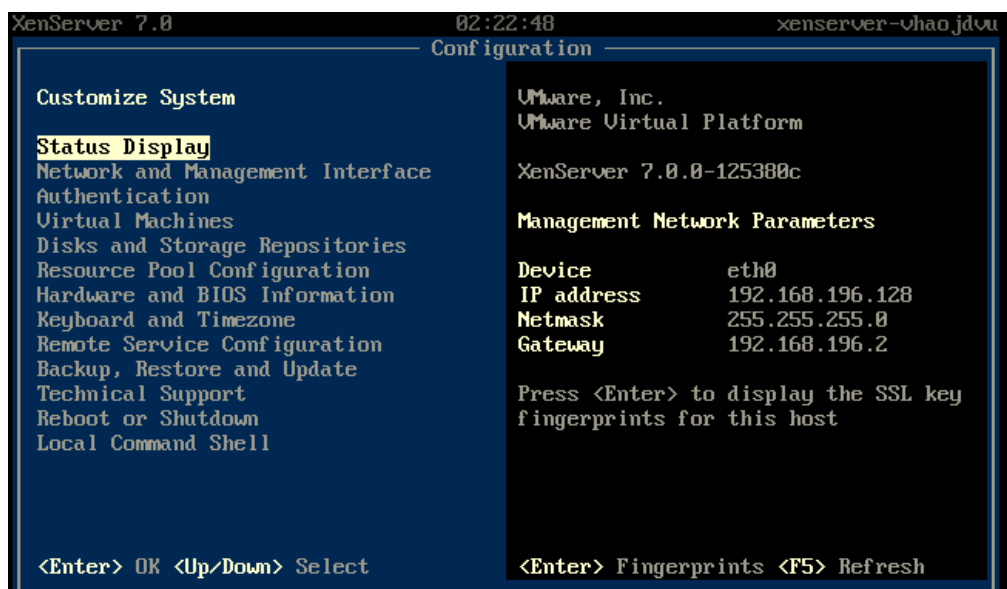 XenServer 7.0 02:22:48 xenserver-vhaojdvu
Configuration
Customize System
Status Display
Network and Management Interface
Authentication
Virtual Machines
Disks and Storage Repositories
Resource Pool Configuration
Hardware and BIOS Information
Keyboard and Timezone
Remote Service Configuration
Backup, Restore and Update
Technical Support
Reboot or Shutdown
Local Command Shell
<Enter> OK <Up/Down> Select
VMware, Inc.
VMware Virtual Platform
XenServer 7.0.0-125380c
Management Network Parameters
Device eth0
IP address 192.168.196.128
Netmask 255.255.255.0
Gateway 192.168.196.2
Press <Enter> to display the SSL key
fingerprints for this host
<Enter> Fingerprints <F5> Refresh